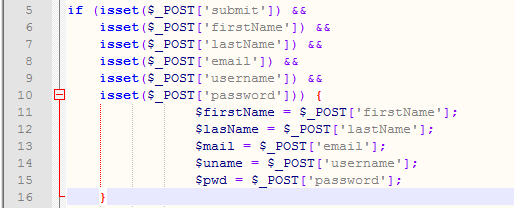 5 if (isset($_POST['submit']) &&
6 isset($_POST['firstName']) &&
7 isset($_POST['lastName']) &&
8 isset($_POST['email']) &&
9 isset($_POST['username']) &&
10 isset($_POST['password'])) {
11 $firstName = $_POST['firstName'];
12 $lasName = $_POST['lastName'];
13 $mail = $_POST['email'];
14 $uname = $_POST['username'];
15 $pwd = $_POST['password'];
16 }